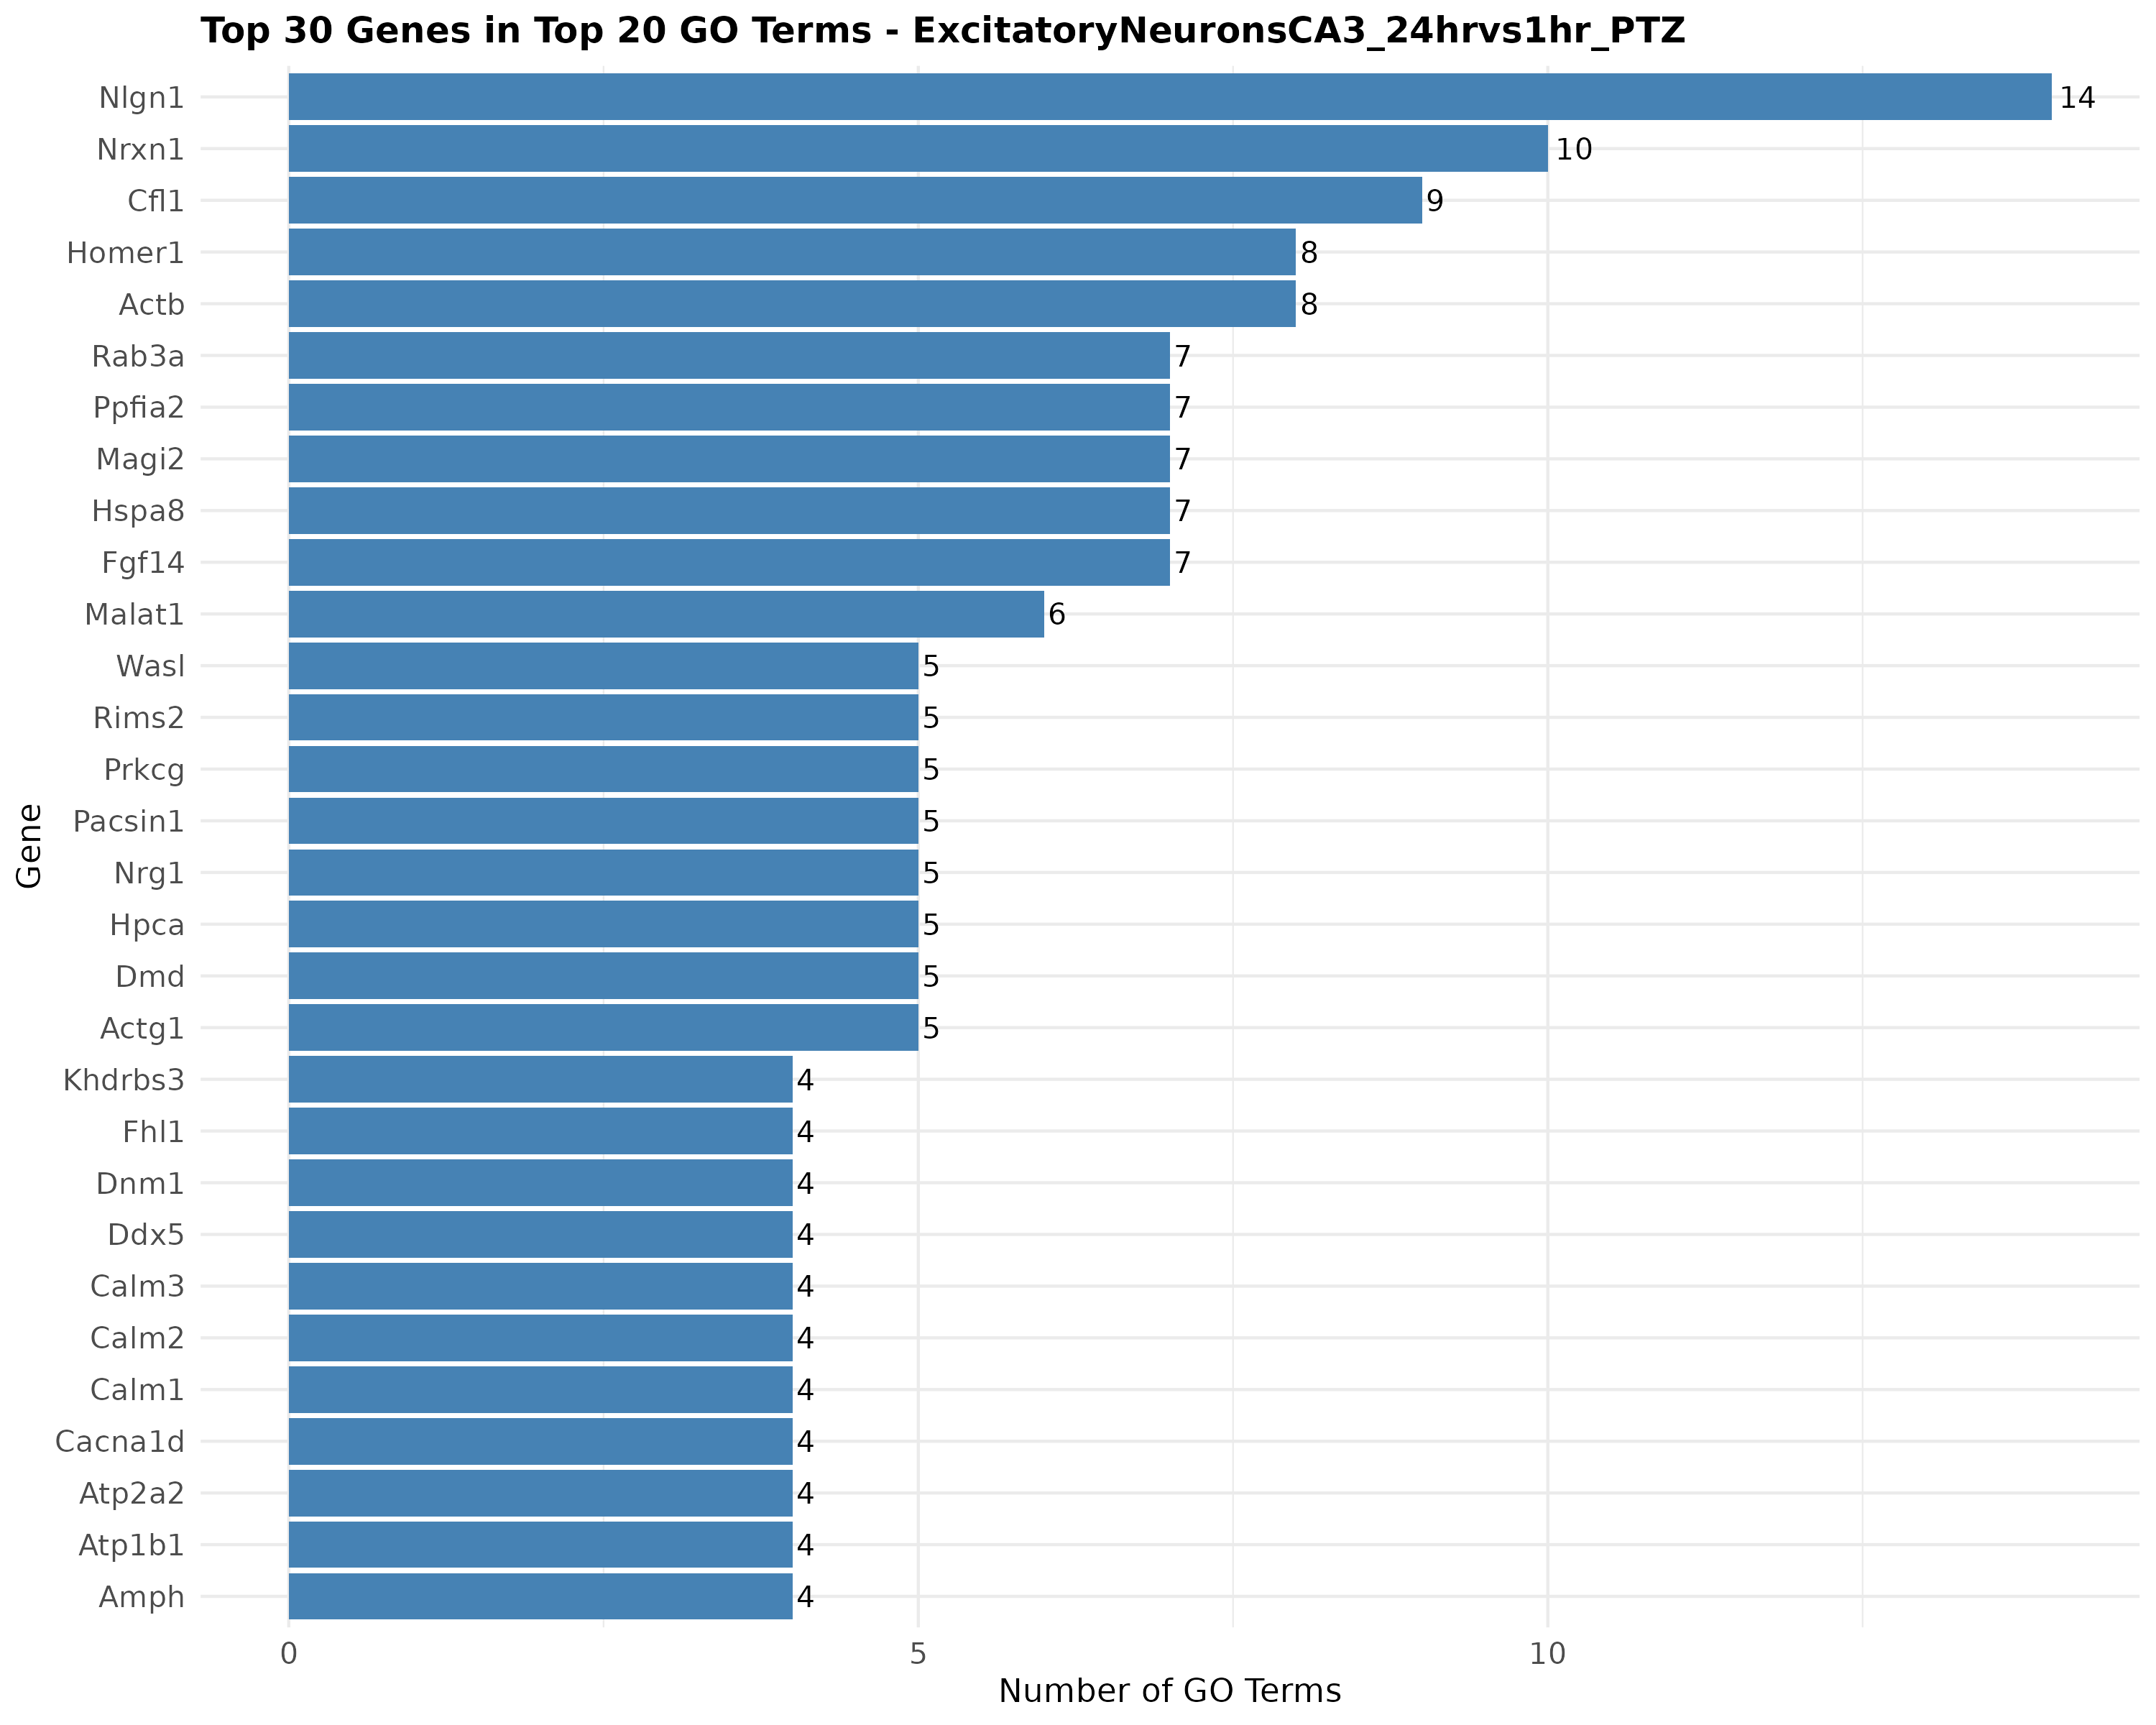 Top 30 Genes in Top 20 GO Terms - ExcitatoryNeuronsCA3_24hrvs1hr_PTZ
Gene
Nlgn1 14
Nrxn1 10
Cfl1 9
Homer1 8
Actb 8
Rab3a 7
Ppfia2 7
Magi2 7
Hspa8 7
Fgf14 7
Malat1 6
Wasl 5
Rims2 5
Prkcg 5
Pacsin1 5
Nrg1 5
Hpca 5
Dmd 5
Actg1 5
Khdrbs3 4
Fhl1 4
Dnm1 4
Ddx5 4
Calm3 4
Calm2 4
Calm1 4
Cacna1d 4
Atp2a2 4
Atp1b1 4
Amph 4
0 5 10
Number of GO Terms